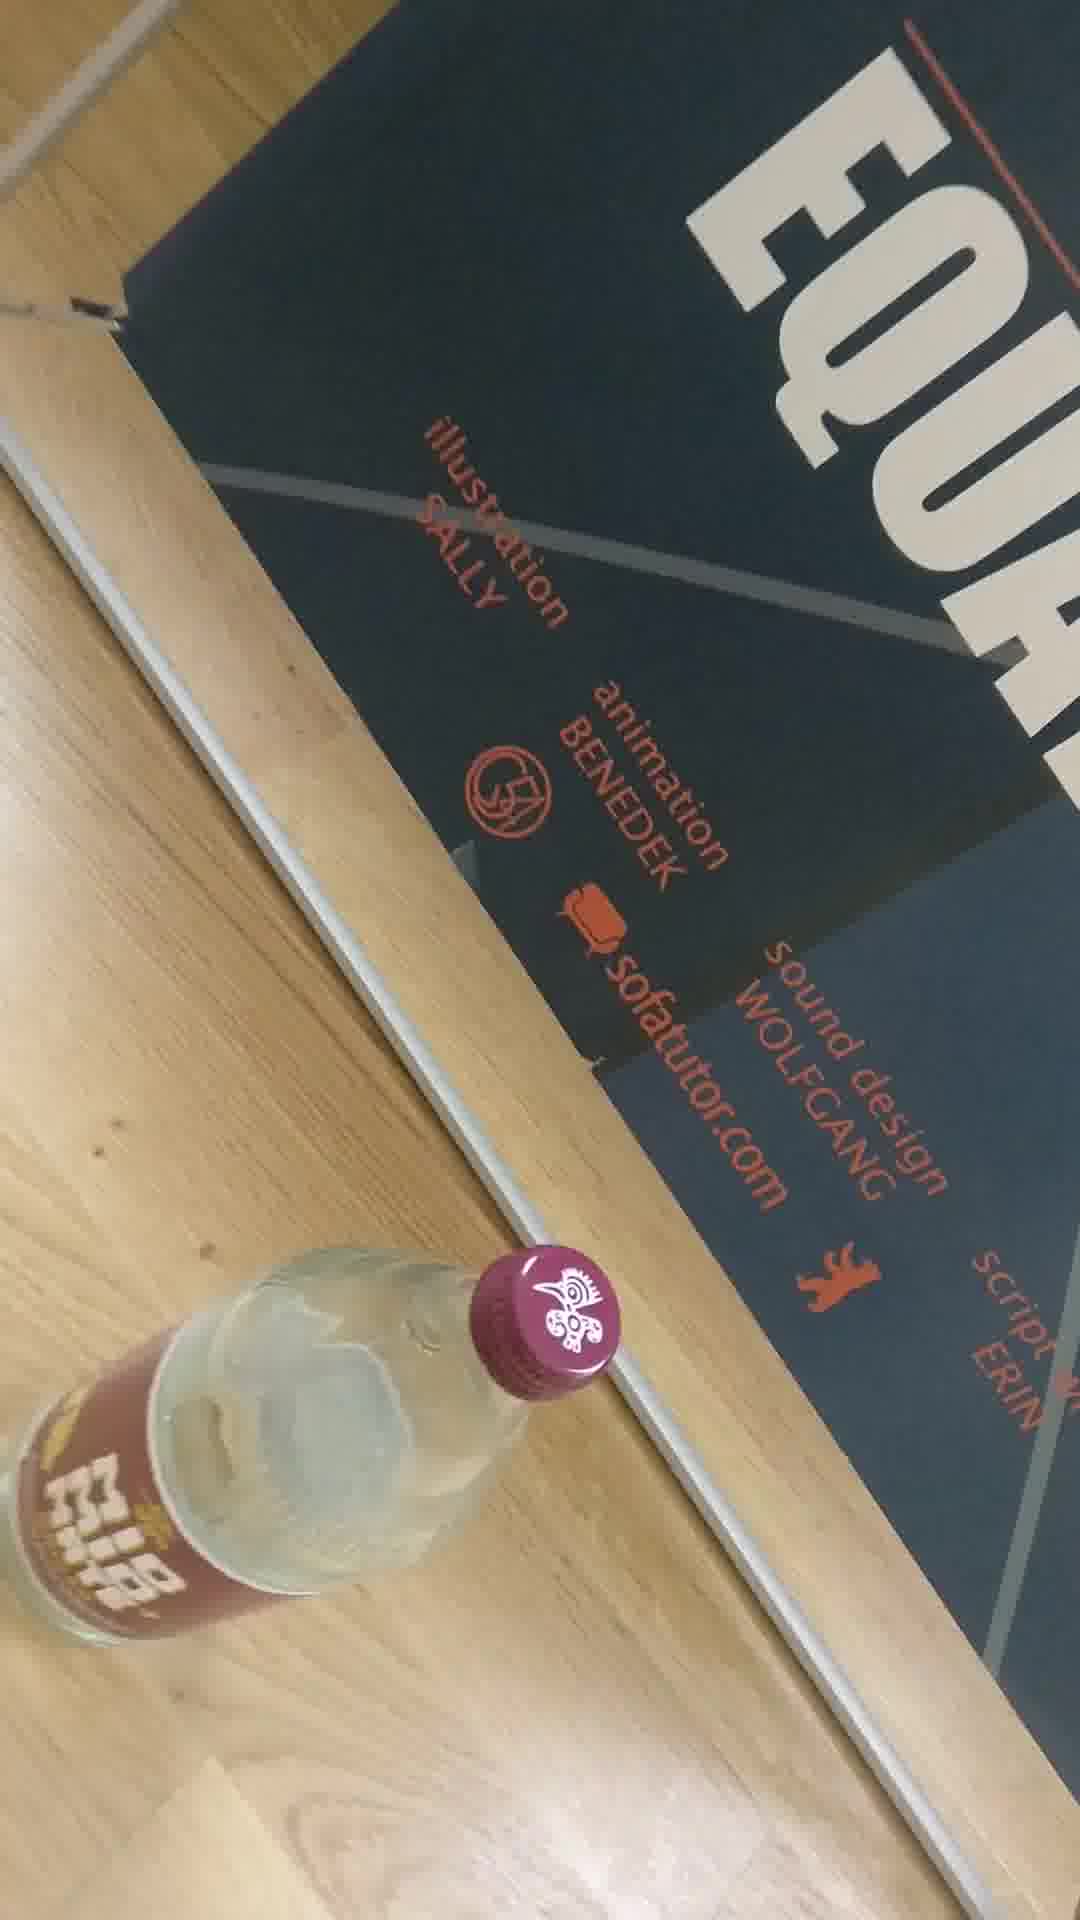 EQUA
illustration
SALLY
animation
BENEDEK
sound design
WOLFGANG
script
ERIN
sofatutor.com